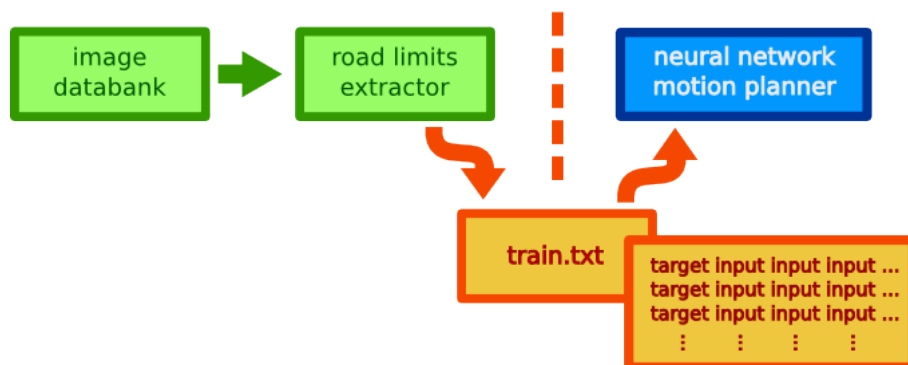 image
databank
road limits
extractor
neural network
motion planner
train.txt
target input input input ...
target input input input ...
target input input input ...
⋮ ⋮ ⋮ ⋮